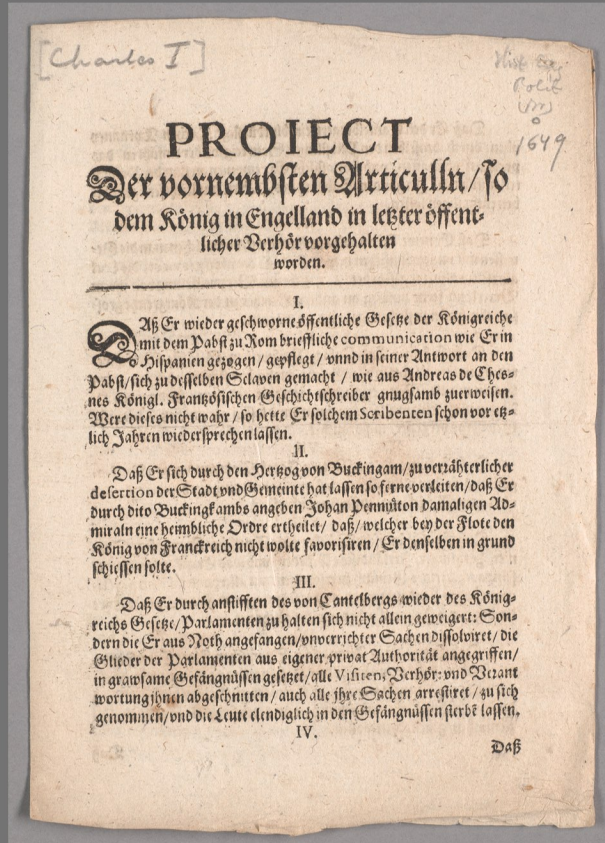 [Charles I]
1649
PROIECT
Der vornembsten Articulln/so
dem König in Engelland in letzter öffent-
licher Verhör vorgehalten
worden.
I.
DAß Er wieder geschworne öffentliche Gesetze der Königreiche
mit dem Pabst zu Rom brieffliche communication wie Er in
Hispanien gezogen/gepflegt/vnnd in seiner Antwort an den
Pabst/sich zu desselben Sclaven gemacht/wie aus Andreas de Ches-
nes Königl. Frantzösischen Geschichtschreiber gnugsamb zuerweisen.
Were dieses nicht wahr/so hette Er solchem Scribenten schon vor etz-
lich Jahren wiedersprechen lassen.
II.
Daß Er sich durch den Hertzog von Buckingam/zu verrähterlicher
desertion der Stadt vnd Gemeinte hat lassen so ferne verleiten/daß Er
durch dito Buckingkambs angeben Johan Pennyaton damaligen Ad-
miraln eine heimbliche Ordre ertheilet/daß/welcher bey der Flote den
König von Franckreich nicht wolte favorisiren/Er denselben in grund
schiessen solte.
III.
Daß Er durch anstifften des von Cantelbergs wieder des König-
reichs Gesetze/Parlamenten zu halten sich nicht allein geweigert: Son-
dern die Er aus Noth angefangen/vnverrichter Sachen dissolviret/die
Glieder der Parlamenten aus eigener privat Authorität angegriffen/
in grawsame Gefängnüssen gesetzet/alle Visiten, Verhör: vnd Verant
wortung jhnen abgeschnitten/auch alle jhre Sachen arrestiret/zu sich
genommen/vnd die Leute elendiglich in den Gefängnüssen sterbē lassen.
IV.
Daß